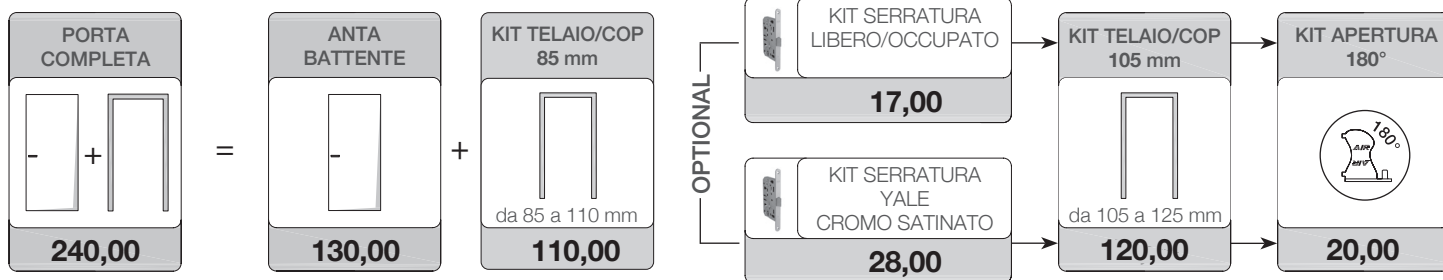 PORTA
COMPLETA
+
240,00
=
ANTA
BATTENTE
130,00
+
KIT TELAIO/COP
85 mm
da 85 a 110 mm
110,00
OPTIONAL
KIT SERRATURA
LIBERO/OCCUPATO
17,00
KIT SERRATURA
YALE
CROMO SATINATO
28,00
KIT TELAIO/COP
105 mm
da 105 a 125 mm
120,00
KIT APERTURA
180°
180°
AIR
AIR
20,00